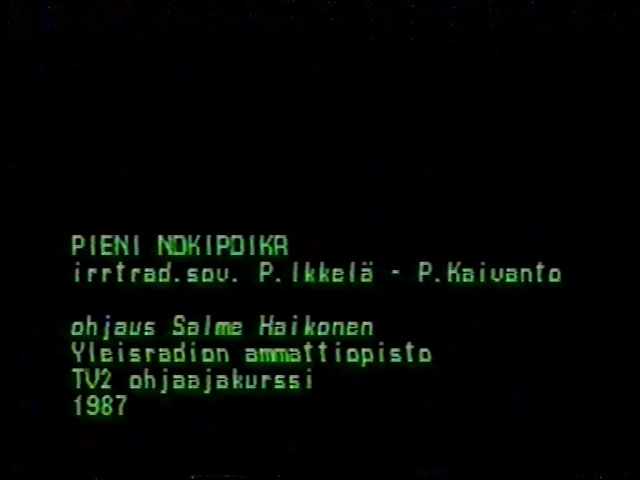 PIENI NOKIPOIKA
irrtrad.sov. P.Ikkelä - P.Kaivanto
ohjaus Salme Haikonen
Yleisradion ammattiopisto
TV2 ohjaajakurssi
1987